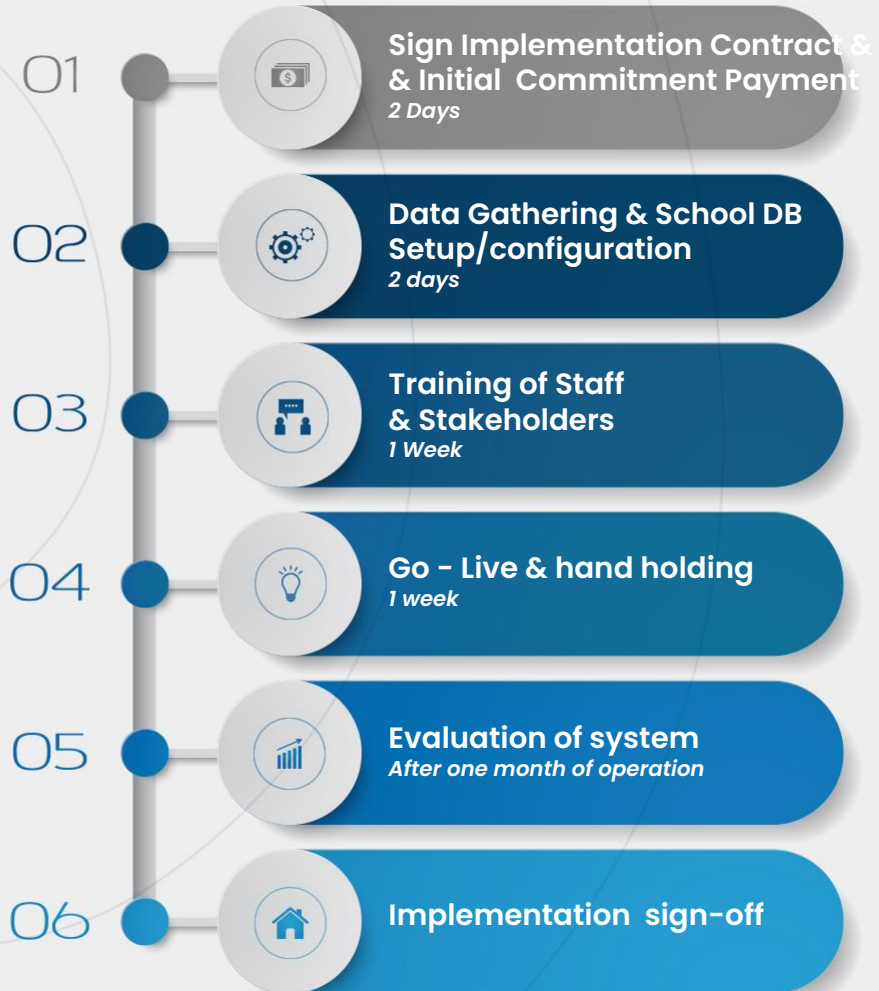 01
Sign Implementation Contract &
& Initial Commitment Payment
2 Days
02
Data Gathering & School DB
Setup/configuration
2 days
03
Training of Staff
& Stakeholders
1 Week
04
Go - Live & hand holding
1 week
05
Evaluation of system
After one month of operation
06
Implementation sign-off